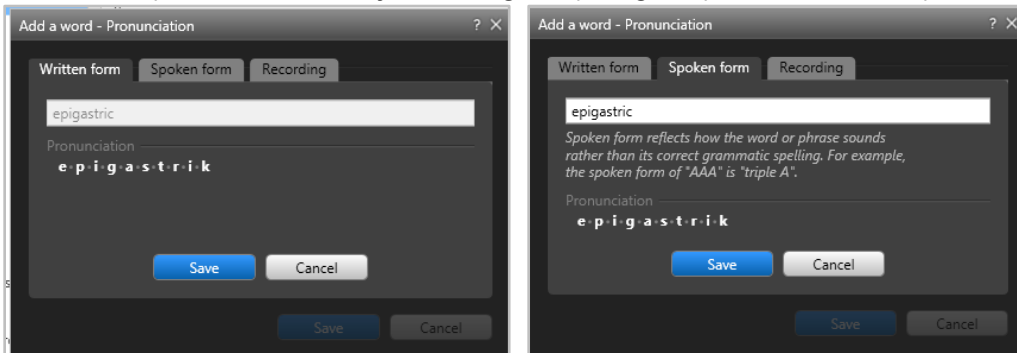 Add a word - Pronunciation ? ×
Written form Spoken form Recording
epigastric
Pronunciation
e·p·i·g·a·s·t·r·i·k
Save Cancel
Save Cancel
Add a word - Pronunciation ? ×
Written form Spoken form Recording
epigastric
Spoken form reflects how the word or phrase sounds
rather than its correct grammatic spelling. For example,
the spoken form of "AAA" is "triple A".
Pronunciation
e·p·i·g·a·s·t·r·i·k
Save Cancel
Save Cancel